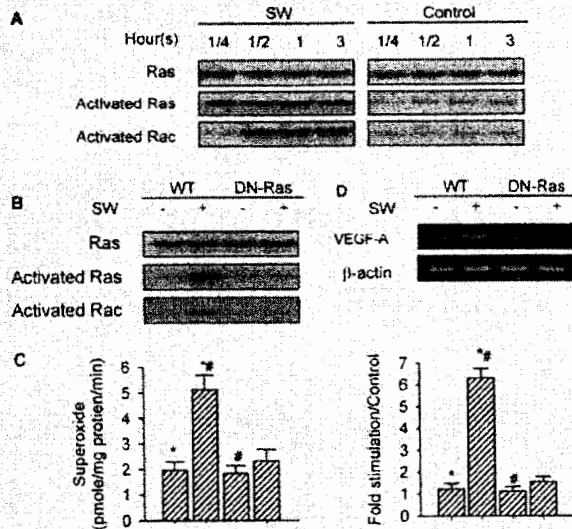 A
SW Control
Hour(s) 1/4 1/2 1 3 1/4 1/2 1 3
Ras
Activated Ras
Activated Rac
B
WT DN-Ras
SW - + - +
Ras
Activated Ras
Activated Rac
D
WT DN-Ras
SW - + - +
VEGF-A
β-actin
C
Superoxide
(pmole/mg protien/min)
6
5
4
3
2
1
0
* *# #
Fold stimulation/Control
7
6
5
4
3
2
1
0
* *# #